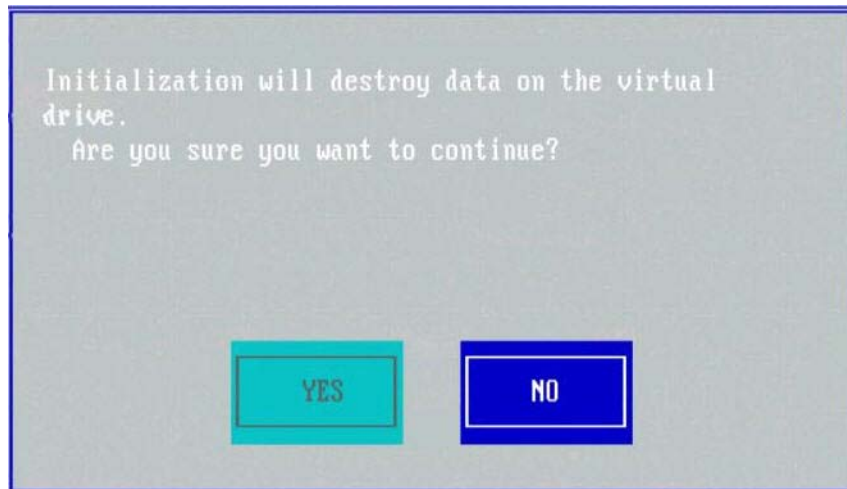 Initialization will destroy data on the virtual
drive.
Are you sure you want to continue?
YES
NO